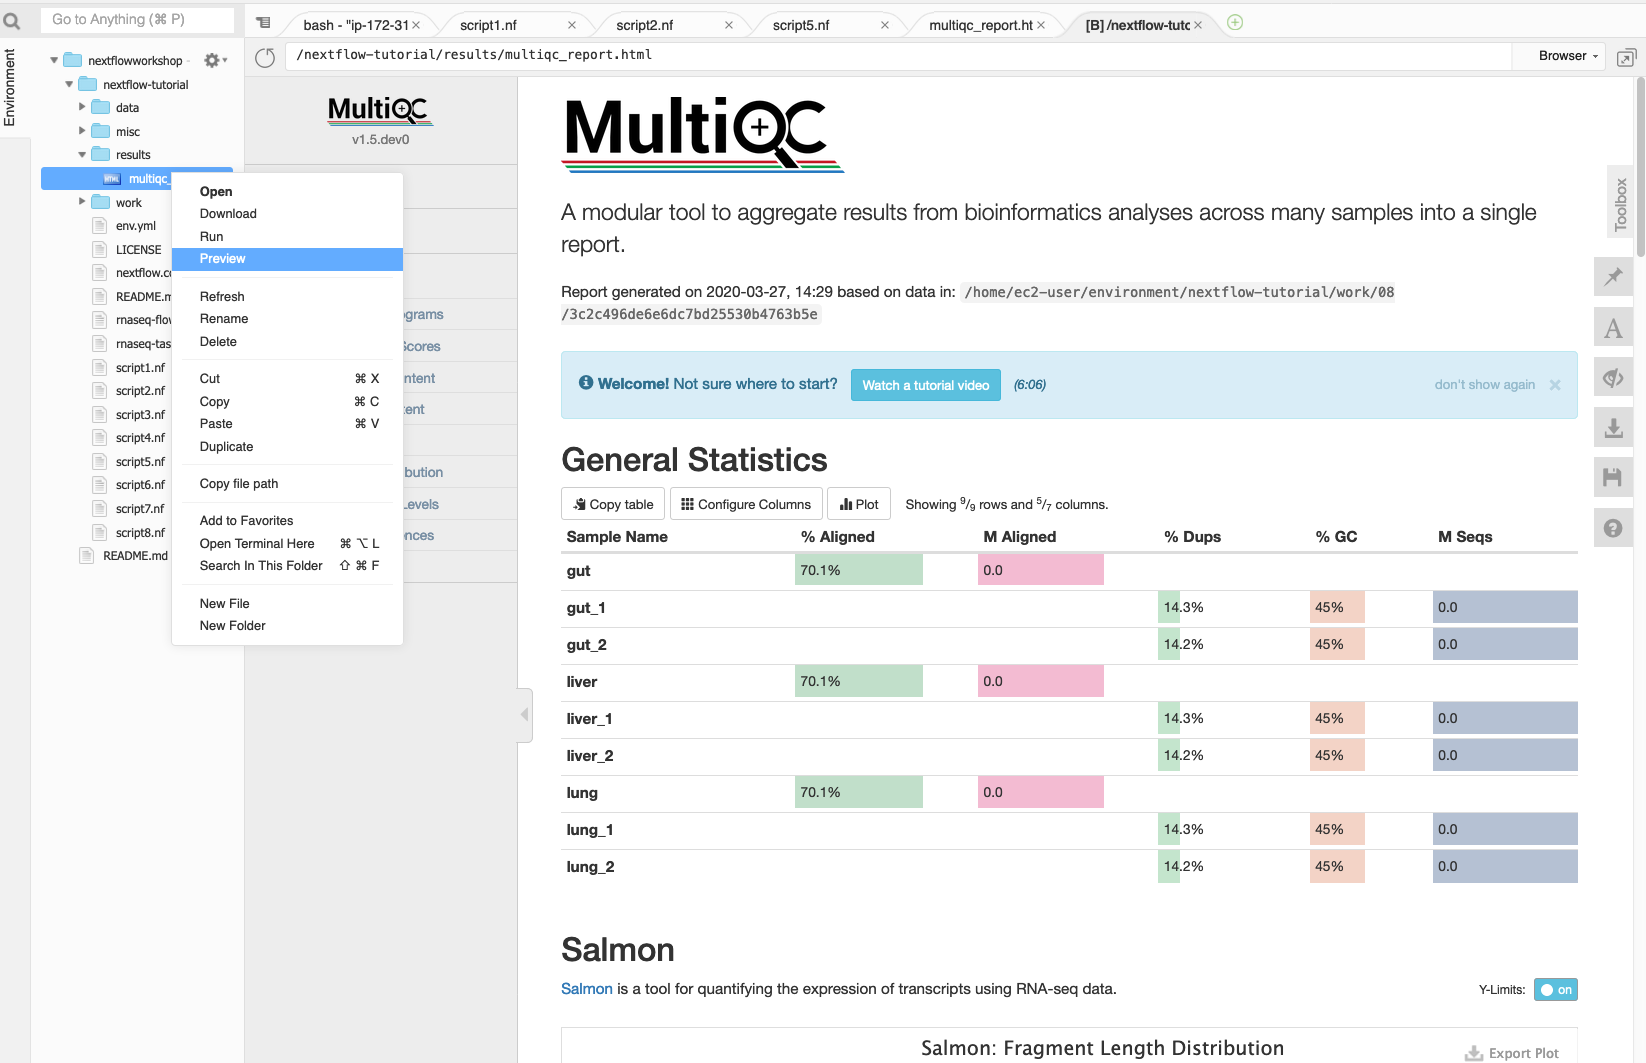 Go to Anything (⌘ P)
bash - "ip-172-31
script1.nf
script2.nf
script5.nf
multiqc_report.ht
[B] /nextflow-tutc
/nextflow-tutorial/results/multiqc_report.html
Browser
Environment
nextflowworkshop -
nextflow-tutorial
data
misc
results
multiqc_
work
env.yml
LICENSE
nextflow.co
README.m
rnaseq-flow
rnaseq-tas
script1.nf
script2.nf
script3.nf
script4.nf
script5.nf
script6.nf
script7.nf
script8.nf
README.md
Open
Download
Run
Preview
Refresh
Rename
Delete
Cut ⌘ X
Copy ⌘ C
Paste ⌘ V
Duplicate
Copy file path
Add to Favorites
Open Terminal Here ⌘ ⌥ L
Search In This Folder ⇧ ⌘ F
New File
New Folder
MultiQC
v1.5.dev0
ograms
Scores
ntent
tent
bution
Levels
nces
MultiQC
A modular tool to aggregate results from bioinformatics analyses across many samples into a single
report.
Report generated on 2020-03-27, 14:29 based on data in: /home/ec2-user/environment/nextflow-tutorial/work/08
/3c2c496de6e6dc7bd25530b4763b5e
Welcome! Not sure where to start? Watch a tutorial video (6:06) don't show again
General Statistics
Copy table Configure Columns Plot Showing 9/9 rows and 5/7 columns.
Sample Name % Aligned M Aligned % Dups % GC M Seqs
gut 70.1% 0.0
gut_1 14.3% 45% 0.0
gut_2 14.2% 45% 0.0
liver 70.1% 0.0
liver_1 14.3% 45% 0.0
liver_2 14.2% 45% 0.0
lung 70.1% 0.0
lung_1 14.3% 45% 0.0
lung_2 14.2% 45% 0.0
Salmon
Salmon is a tool for quantifying the expression of transcripts using RNA-seq data.
Y-Limits: on
Salmon: Fragment Length Distribution
Export Plot
Toolbox
A